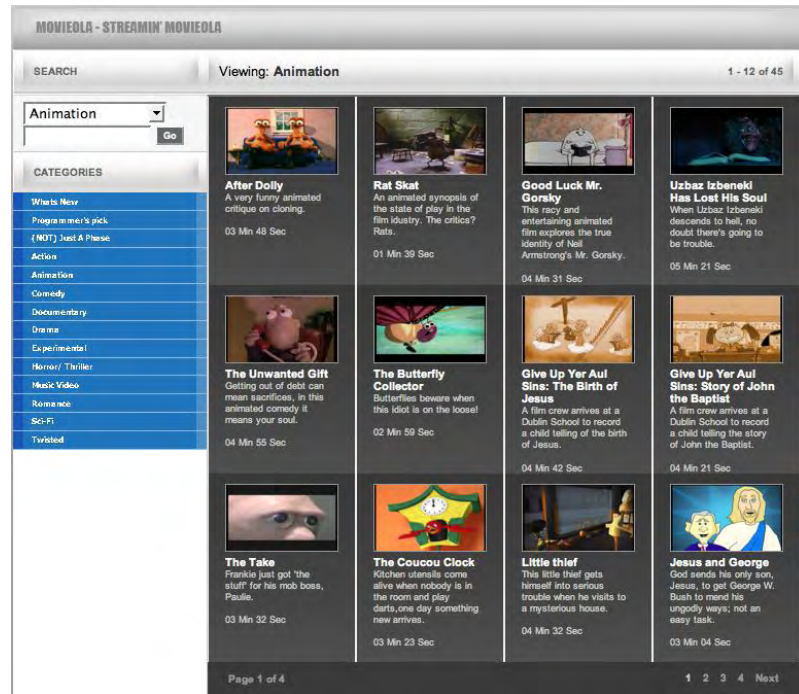 MOVIEOLA - STREAMIN' MOVIEOLA
SEARCH
Viewing: Animation
1 - 12 of 45
Animation
Go
CATEGORIES
Whats New
Programmer's pick
(NOT) Just A Phase
Action
Animation
Comedy
Documentary
Drama
Experimental
Horror/ Thriller
Music Video
Romance
Sci-Fi
Twisted
After Dolly
A very funny animated
critique on cloning.
03 Min 48 Sec
Rat Skat
An animated synopsis of
the state of play in the
film idustry. The critics?
Rats.
01 Min 39 Sec
Good Luck Mr.
Gorsky
This racy and
entertaining animated
film explores the true
identity of Neil
Armstrong's Mr. Gorsky.
04 Min 31 Sec
Uzbaz Izbeneki
Has Lost His Soul
When Uzbaz Izbeneki
descends to hell, no
doubt there's going to
be trouble.
05 Min 21 Sec
The Unwanted Gift
Getting out of debt can
mean sacrifices, in this
animated comedy it
means your soul.
04 Min 55 Sec
The Butterfly
Collector
Butterflies beware when
this idiot is on the loose!
02 Min 59 Sec
Give Up Yer Aul
Sins: The Birth of
Jesus
A film crew arrives at a
Dublin School to record
a child telling of the birth
of Jesus.
04 Min 42 Sec
Give Up Yer Aul
Sins: Story of John
the Baptist
A film crew arrives at a
Dublin School to record
a child telling the story
of John the Baptist.
04 Min 21 Sec
The Take
Frankie just got 'the
stuff' for his mob boss,
Paulie.
03 Min 32 Sec
The Coucou Clock
Kitchen utensils come
alive when nobody is in
the room and play
darts,one day something
new arrives.
03 Min 23 Sec
Little thief
This little thief gets
himself into serious
trouble when he visits to
a mysterious house.
04 Min 32 Sec
Jesus and George
God sends his only son,
Jesus, to get George W.
Bush to mend his
ungodly ways; not an
easy task.
03 Min 04 Sec
Page 1 of 4
1 2 3 4 Next